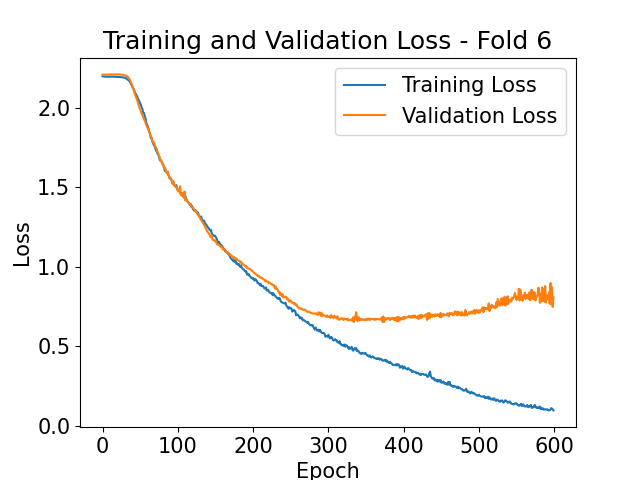 Training and Validation Loss - Fold 6
Training Loss
Validation Loss
Loss
2.0
1.5
1.0
0.5
0.0
0 100 200 300 400 500 600
Epoch